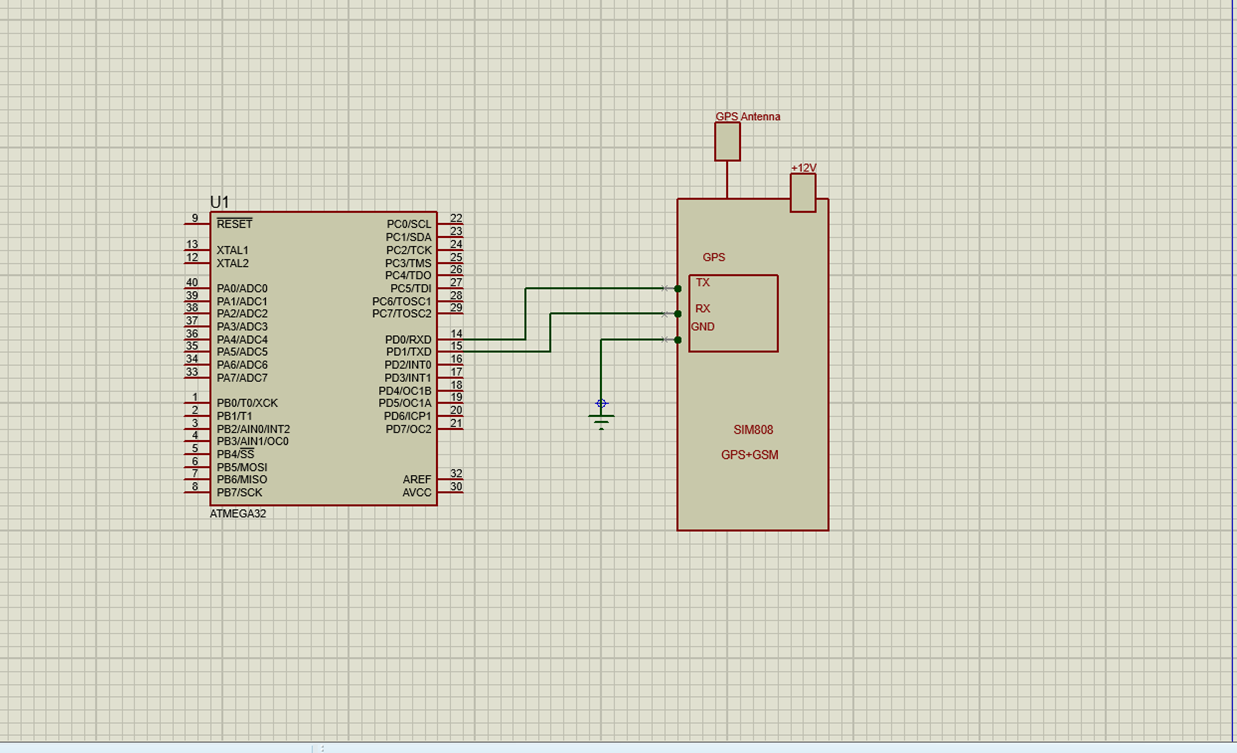 GPS Antenna
+12V
U1
9 RESET PC0/SCL 22
PC1/SDA 23
13 XTAL1 PC2/TCK 24
12 XTAL2 PC3/TMS 25
PC4/TDO 26
40 PA0/ADC0 PC5/TDI 27
39 PA1/ADC1 PC6/TOSC1 28
38 PA2/ADC2 PC7/TOSC2 29
37 PA3/ADC3
36 PA4/ADC4 PD0/RXD 14
35 PA5/ADC5 PD1/TXD 15
34 PA6/ADC6 PD2/INT0 16
33 PA7/ADC7 PD3/INT1 17
PD4/OC1B 18
1 PB0/T0/XCK PD5/OC1A 19
2 PB1/T1 PD6/ICP1 20
3 PB2/AIN0/INT2 PD7/OC2 21
4 PB3/AIN1/OC0
5 PB4/SS
6 PB5/MOSI
7 PB6/MISO AREF 32
8 PB7/SCK AVCC 30
ATMEGA32
GPS
TX
RX
GND
SIM808
GPS+GSM